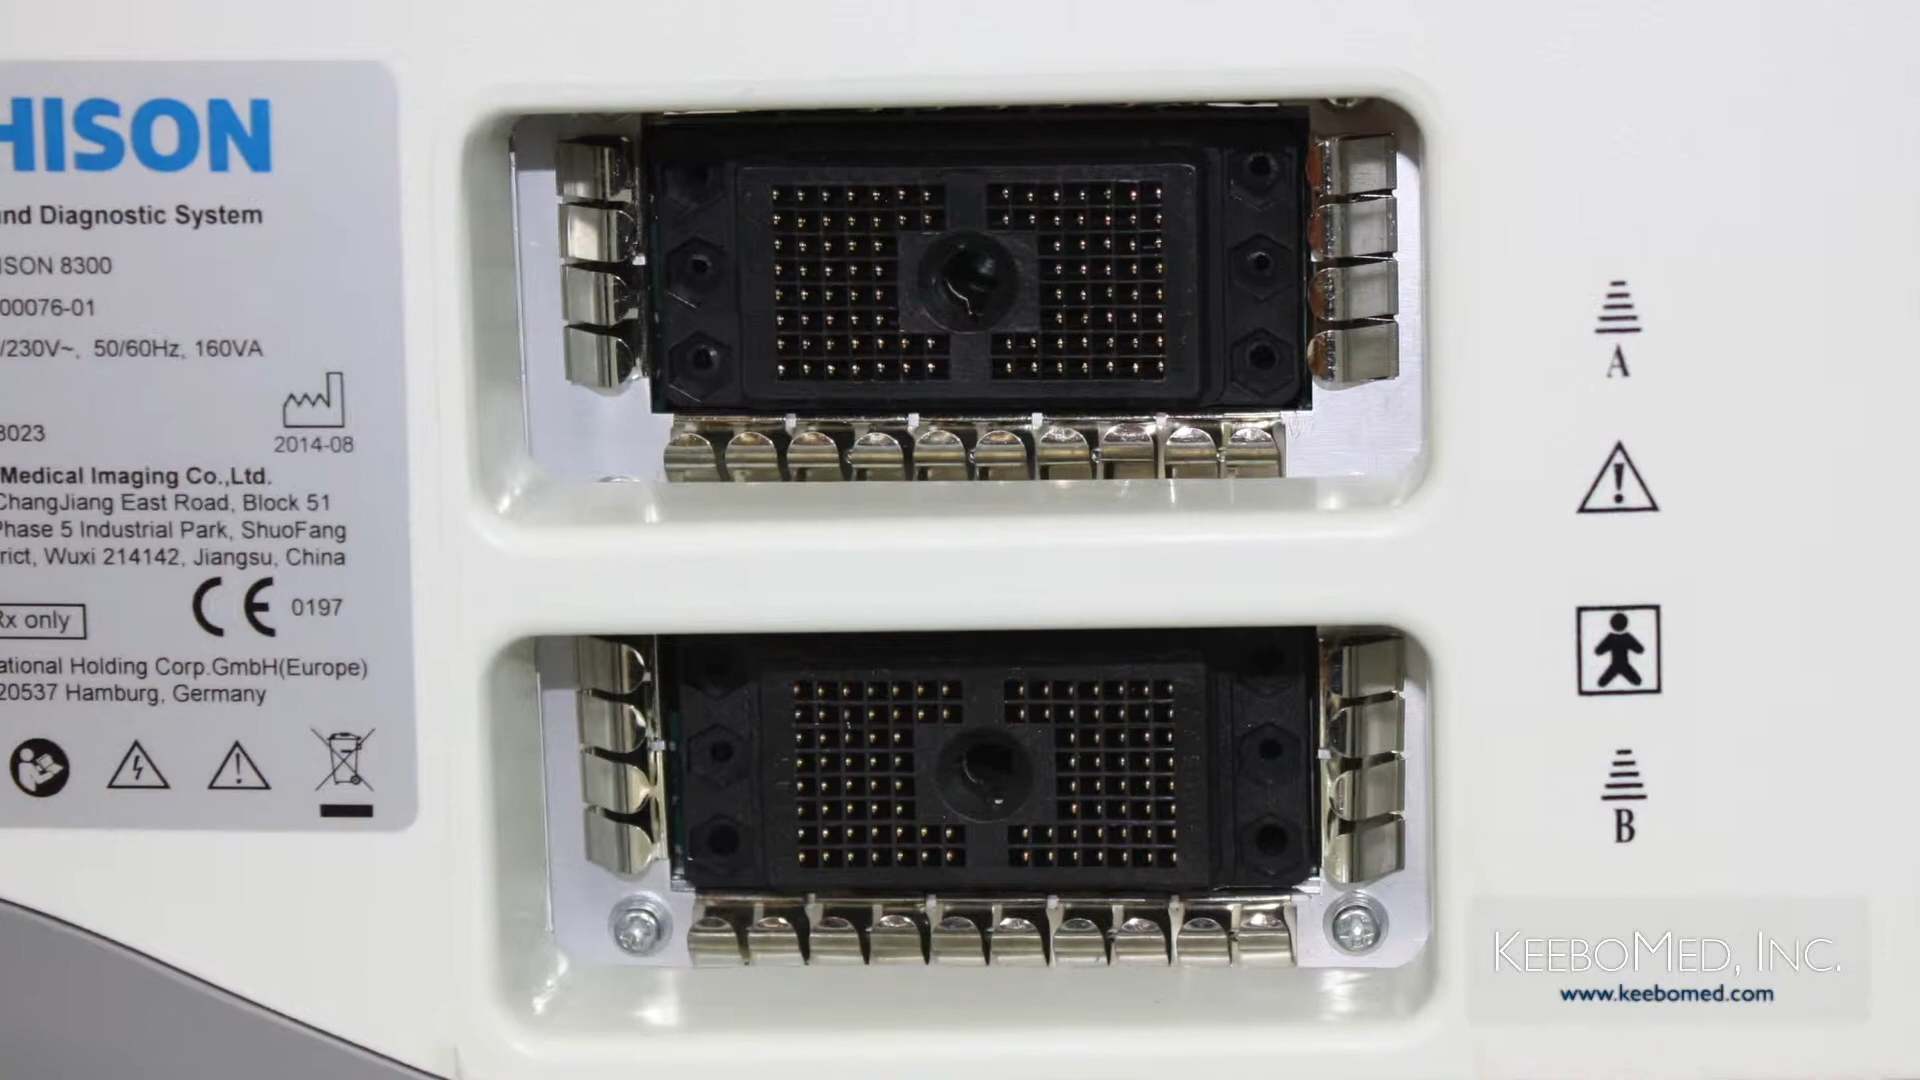 HISON
und Diagnostic System
ISON 8300
00076-01
/230V~, 50/60Hz, 160VA
2014-08
3023
Medical Imaging Co.,Ltd.
ChangJiang East Road, Block 51
Phase 5 Industrial Park, ShuoFang
rict, Wuxi 214142, Jiangsu, China
CE 0197
Rx only
ational Holding Corp.GmbH(Europe)
20537 Hamburg, Germany
A
B
KEEBOMED, INC.
www.keebomed.com